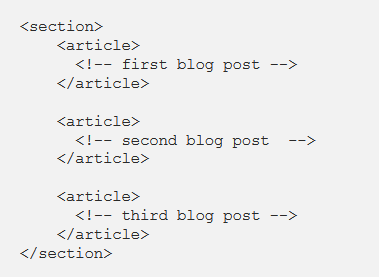 <section>
    <article>
      <!-- first blog post -->
    </article>

    <article>
      <!-- second blog post  -->
    </article>

    <article>
      <!-- third blog post -->
    </article>
</section>